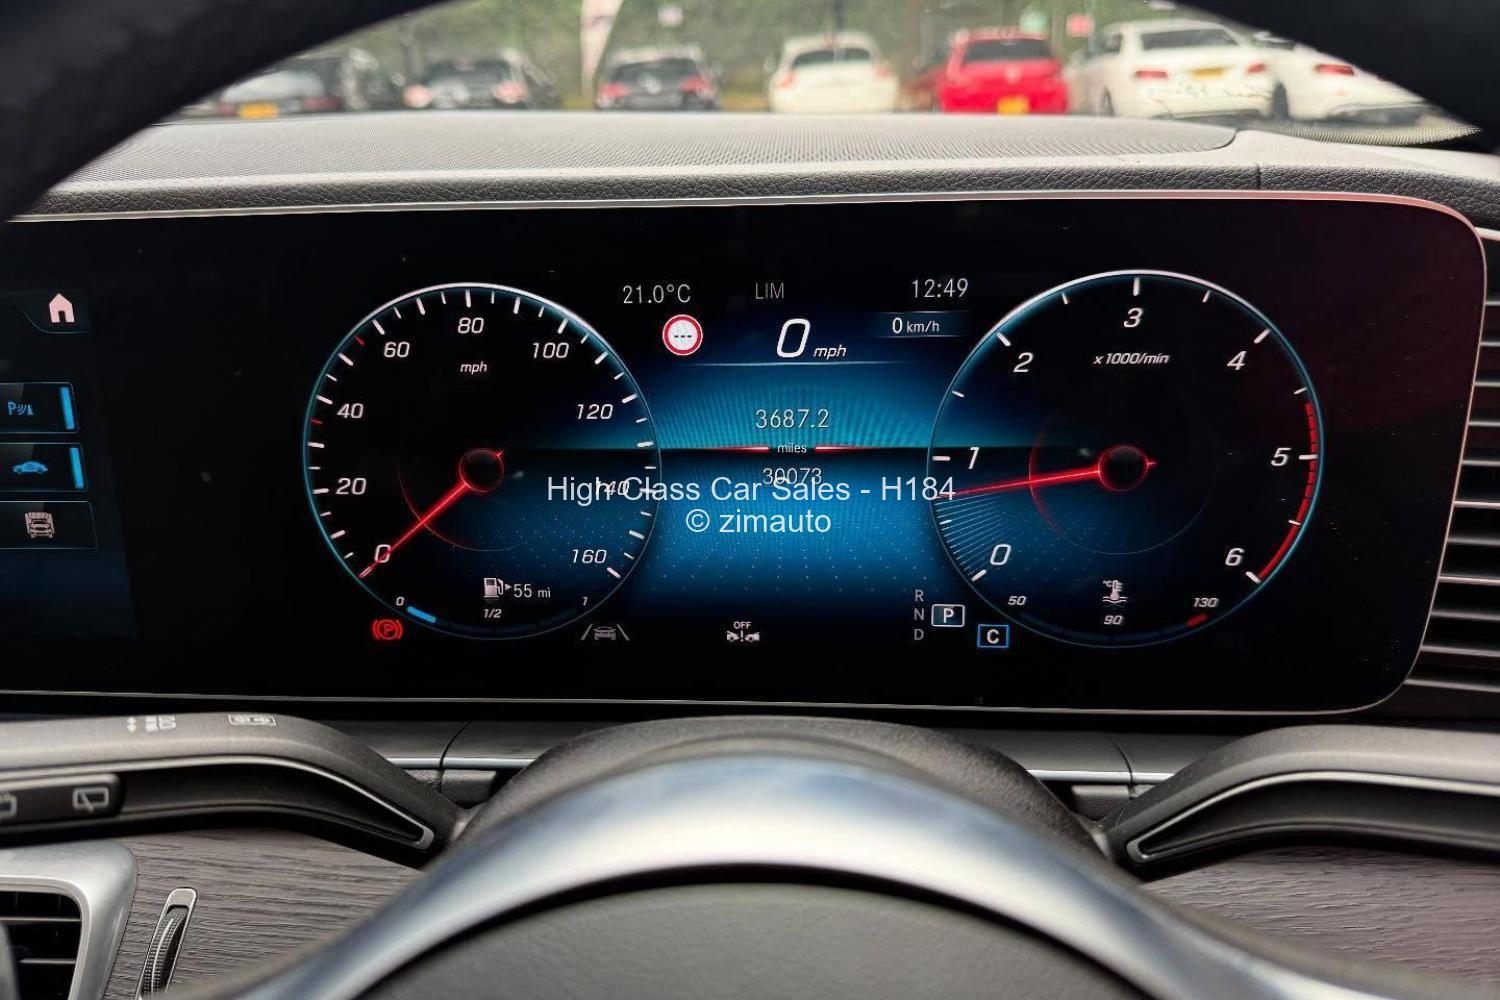 21.0°C
LIM
12:49
0 mph
0 km/h
3687.2
miles
30073
High Class Car Sales - H184
© zimauto
0
20
40
60
80
100
120
140
160
mph
55 mi
0
1/2
1
P
OFF
R
N
D
P
C
0
1
2
3
4
5
6
x1000/min
°C
50
90
130
P